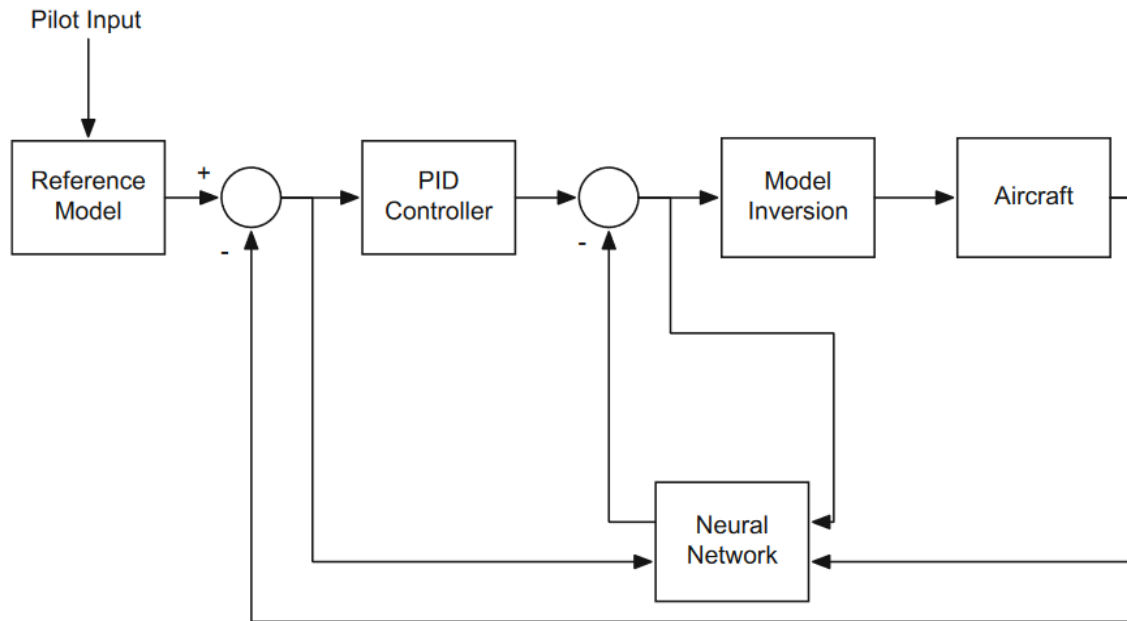 Pilot Input
Reference
Model
+
-
PID
Controller
-
Model
Inversion
Aircraft
Neural
Network